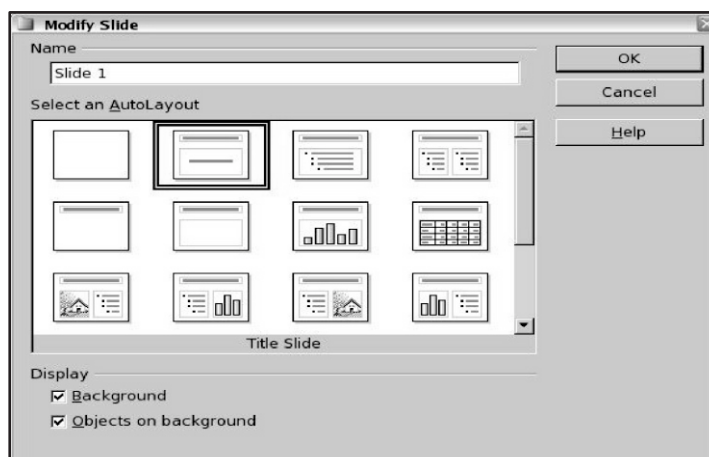 Modify Slide
Name
Slide 1
OK
Cancel
Help
Select an AutoLayout
Title Slide
Display
Background
Objects on background